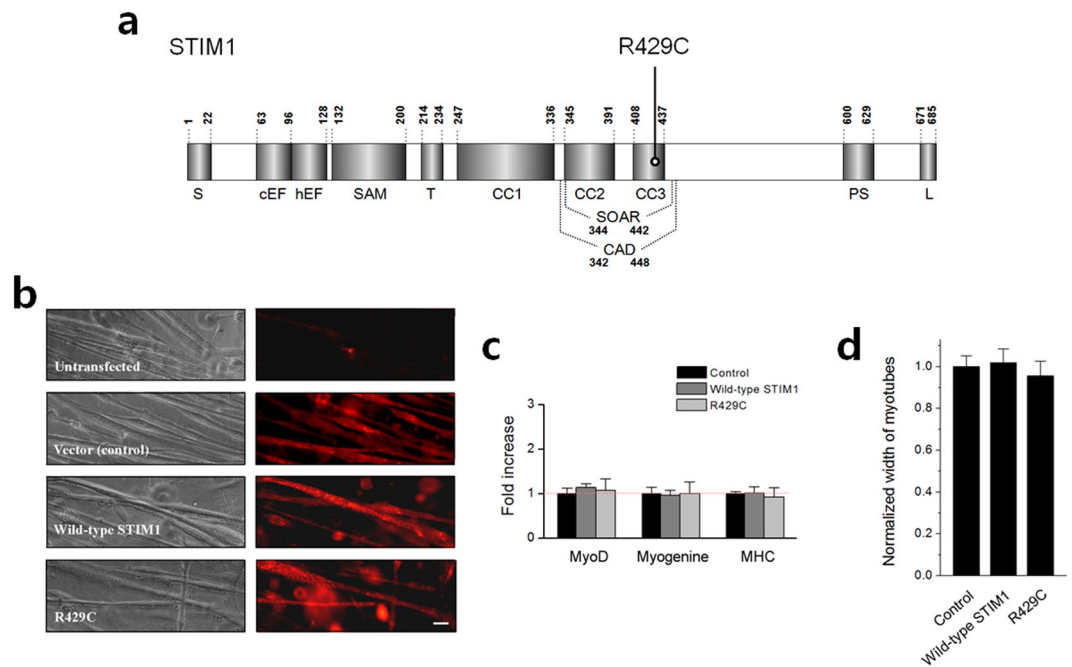 a
STIM1
R429C
1 22 63 96 128 132 200 214 234 247 336 345 391 408 437 600 629 671 685
S cEF hEF SAM T CC1 CC2 CC3 PS L
SOAR
344 442
CAD
342 448
b
Untransfected
Vector (control)
Wild-type STIM1
R429C
c
Control
Wild-type STIM1
R429C
Fold increase
3
2
1
0
MyoD Myogenine MHC
d
Normalized width of myotubes
1.0
0.8
0.6
0.4
0.2
0.0
Control
Wild-type STIM1
R429C